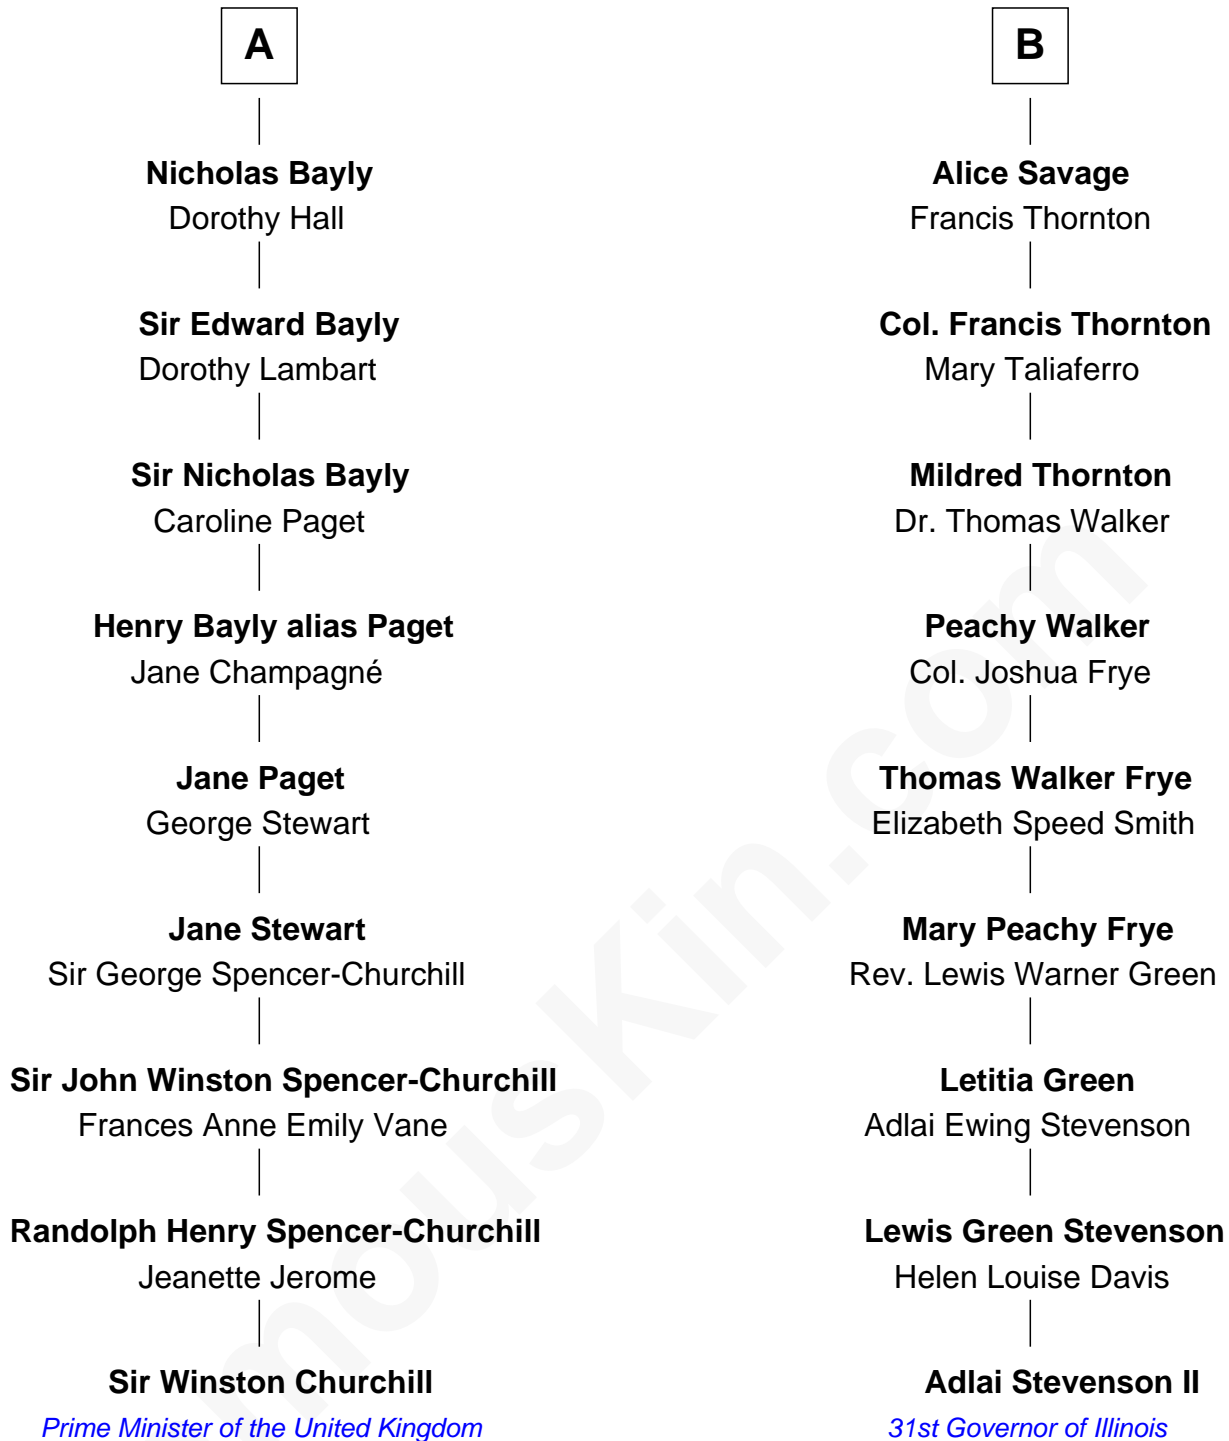 A
Nicholas Bayly
Dorothy Hall
Sir Edward Bayly
Dorothy Lambart
Sir Nicholas Bayly
Caroline Paget
Henry Bayly alias Paget
Jane Champagné
Jane Paget
George Stewart
Jane Stewart
Sir George Spencer-Churchill
Sir John Winston Spencer-Churchill
Frances Anne Emily Vane
Randolph Henry Spencer-Churchill
Jeanette Jerome
Sir Winston Churchill
Prime Minister of the United Kingdom
B
Alice Savage
Francis Thornton
Col. Francis Thornton
Mary Taliaferro
Mildred Thornton
Dr. Thomas Walker
Peachy Walker
Col. Joshua Frye
Thomas Walker Frye
Elizabeth Speed Smith
Mary Peachy Frye
Rev. Lewis Warner Green
Letitia Green
Adlai Ewing Stevenson
Lewis Green Stevenson
Helen Louise Davis
Adlai Stevenson II
31st Governor of Illinois
mousKin.com